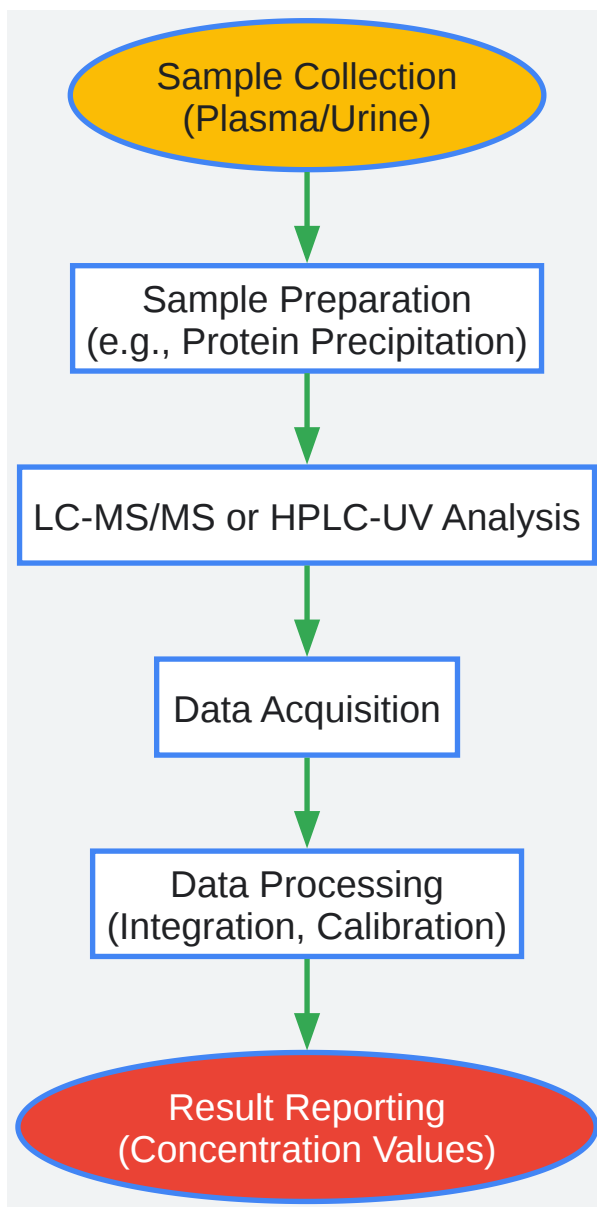 Sample Collection
(Plasma/Urine)
Sample Preparation
(e.g., Protein Precipitation)
LC-MS/MS or HPLC-UV Analysis
Data Acquisition
Data Processing
(Integration, Calibration)
Result Reporting
(Concentration Values)